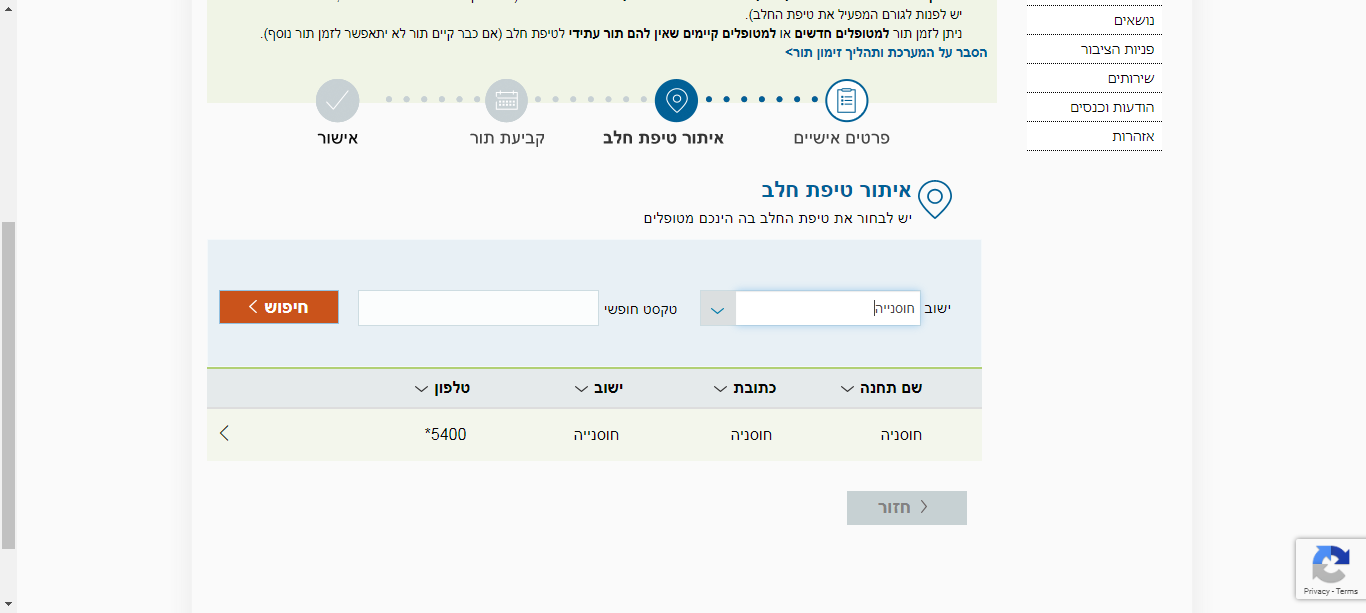 יש לפנות לגורם המפעיל את טיפת החלב).
ניתן לזמן תור למטופלים חדשים או למטופלים קיימים שאין להם תור עתידי לטיפת חלב (אם כבר קיים תור לא יתאפשר לזמן תור נוסף).
הסבר על המערכת ותהליך זימון תור>
נושאים
פניות הציבור
שירותים
הודעות וכנסים
אזהרות
פרטים אישיים
איתור טיפת חלב
קביעת תור
אישור
איתור טיפת חלב
יש לבחור את טיפת החלב בה הינכם מטופלים
ישוב
חוסנייה
טקסט חופשי
חיפוש
שם תחנה כתובת ישוב טלפון
חוסניה חוסניה חוסנייה *5400
חזור
Privacy - Terms